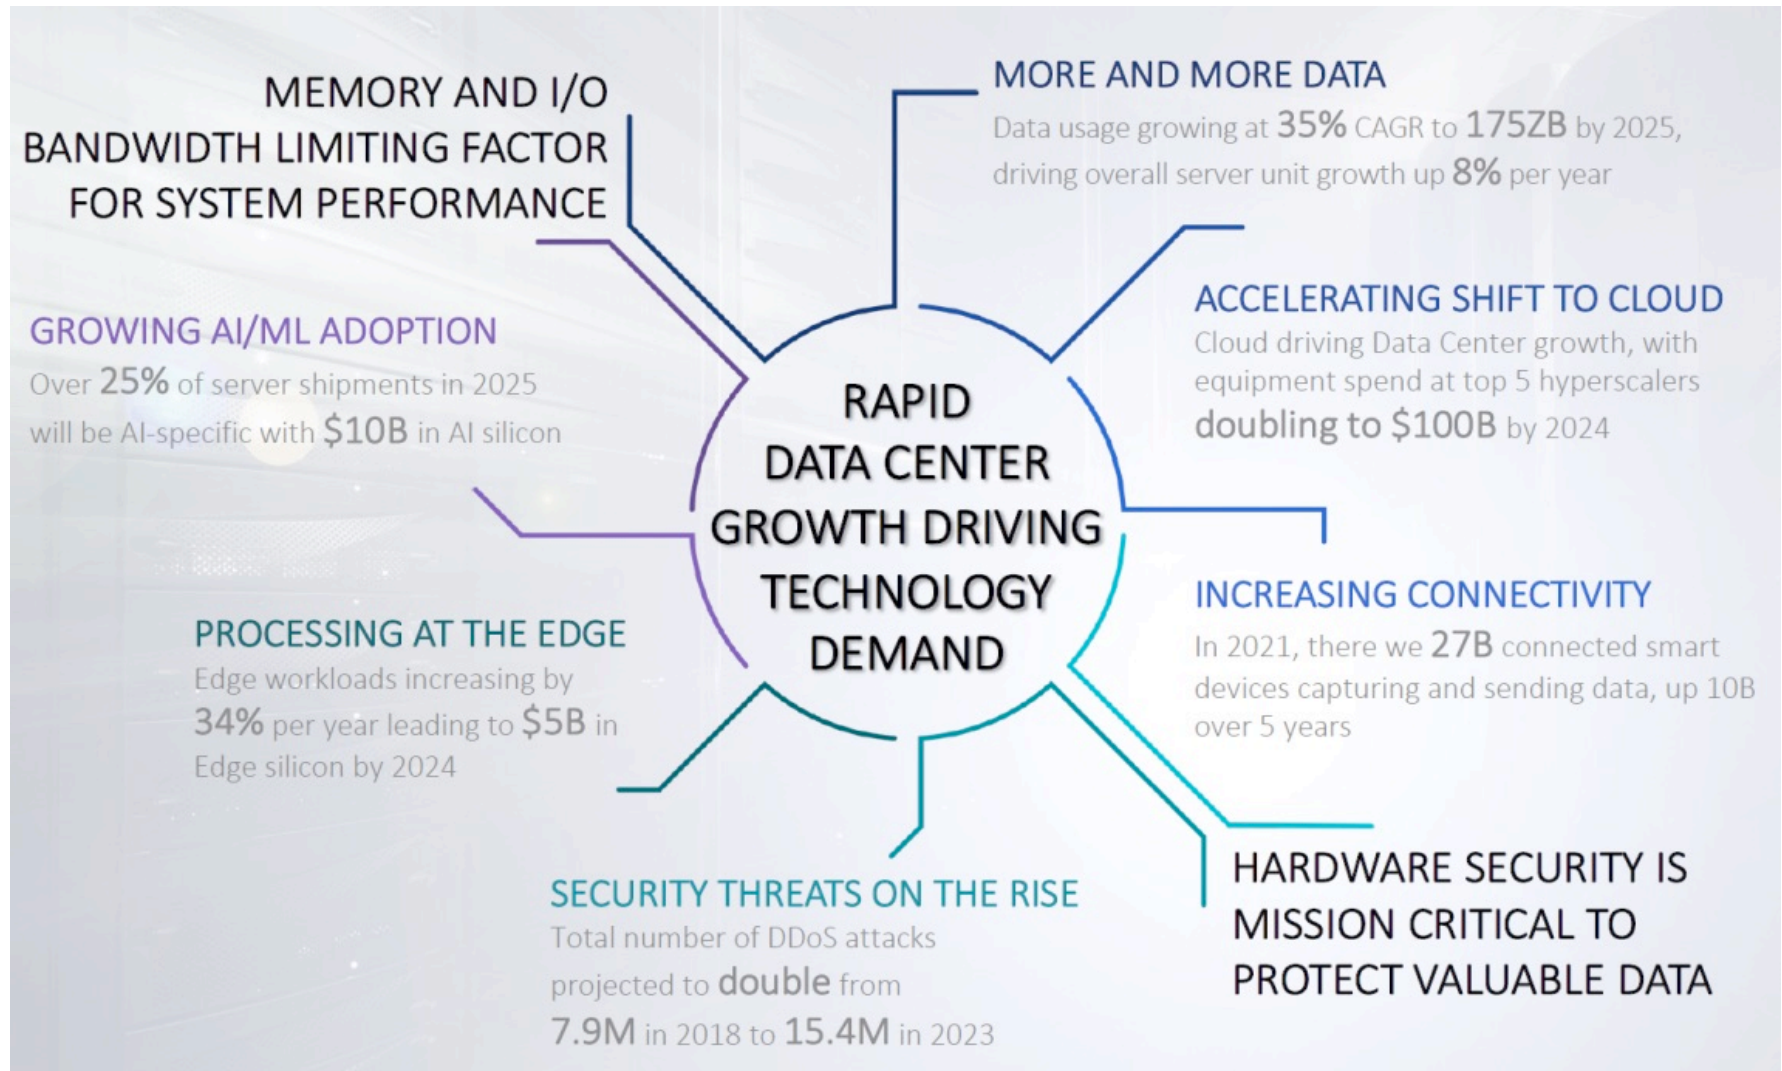 MEMORY AND I/O
BANDWIDTH LIMITING FACTOR
FOR SYSTEM PERFORMANCE
MORE AND MORE DATA
Data usage growing at 35% CAGR to 175ZB by 2025,
driving overall server unit growth up 8% per year
ACCELERATING SHIFT TO CLOUD
Cloud driving Data Center growth, with
equipment spend at top 5 hyperscalers
doubling to $100B by 2024
GROWING AI/ML ADOPTION
Over 25% of server shipments in 2025
will be AI-specific with $10B in AI silicon
RAPID
DATA CENTER
GROWTH DRIVING
TECHNOLOGY
DEMAND
INCREASING CONNECTIVITY
In 2021, there we 27B connected smart
devices capturing and sending data, up 10B
over 5 years
PROCESSING AT THE EDGE
Edge workloads increasing by
34% per year leading to $5B in
Edge silicon by 2024
SECURITY THREATS ON THE RISE
Total number of DDoS attacks
projected to double from
7.9M in 2018 to 15.4M in 2023
HARDWARE SECURITY IS
MISSION CRITICAL TO
PROTECT VALUABLE DATA